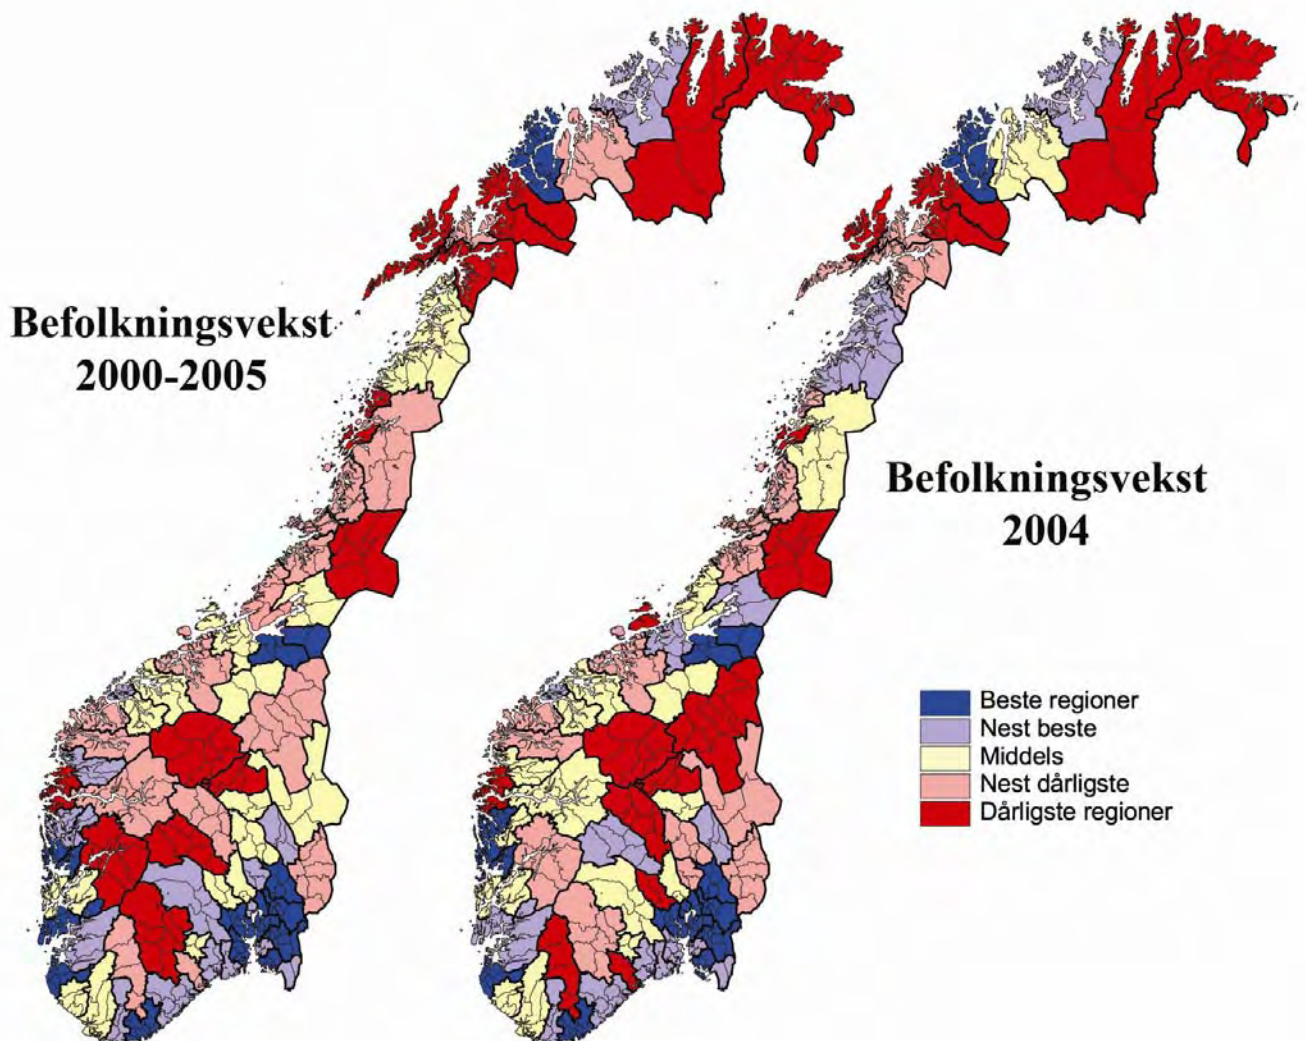 Befolkningsvekst
2000-2005
Befolkningsvekst
2004
Beste regioner
Nest beste
Middels
Nest dårligste
Dårligste regioner